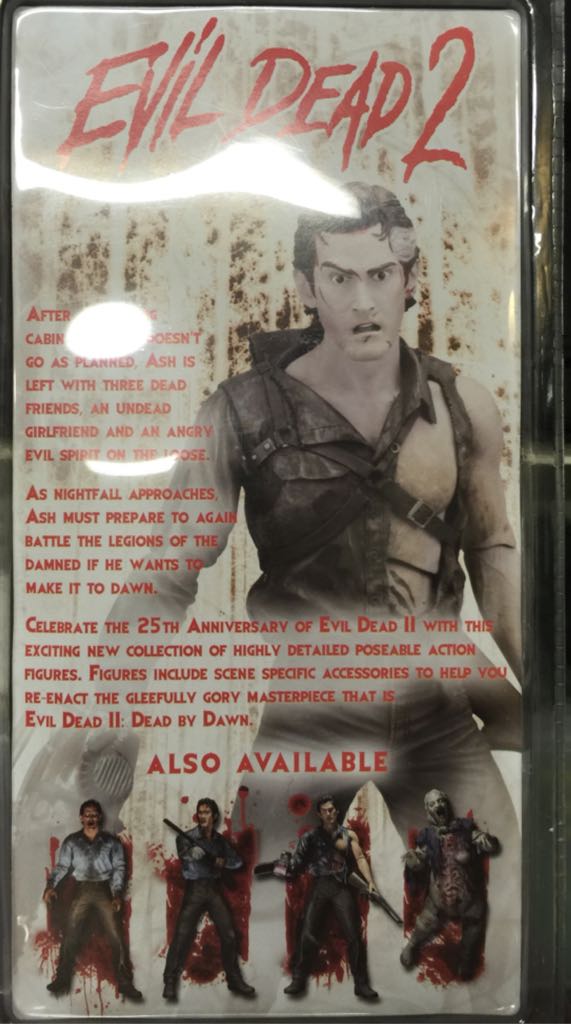 EVIL DEAD 2
AFTER G
CABIN DOESN'T
GO AS PLANNED, ASH IS
LEFT WITH THREE DEAD
FRIENDS, AN UNDEAD
GIRLFRIEND AND AN ANGRY
EVIL SPIRIT ON THE LOOSE.
AS NIGHTFALL APPROACHES,
ASH MUST PREPARE TO AGAIN
BATTLE THE LEGIONS OF THE
DAMNED IF HE WANTS TO
MAKE IT TO DAWN.
CELEBRATE THE 25TH ANNIVERSARY OF EVIL DEAD II WITH THIS
EXCITING NEW COLLECTION OF HIGHLY DETAILED POSEABLE ACTION
FIGURES. FIGURES INCLUDE SCENE SPECIFIC ACCESSORIES TO HELP YOU
RE-ENACT THE GLEEFULLY GORY MASTERPIECE THAT IS
EVIL DEAD II: DEAD BY DAWN.
ALSO AVAILABLE